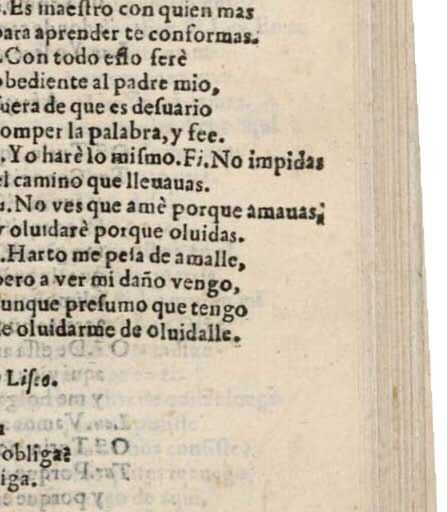 .Es maeſtro con quien mas
para aprender te conformas.
.Con todo eſſo ſerè
obediente al padre mio,
fuera de que es deſuario
romper la palabra, y fee.
.Yo harè lo miſmo. Fi. No impidas
el camino que lleuauas.
.No ves que amè porque amauas,
y oluidarè porque oluidas.
.Harto me peſa de amalle,
pero a ver mi daño vengo,
aunque preſumo que tengo
de oluidarme de oluidalle.
Liſeo.
obligaẽ
iga.